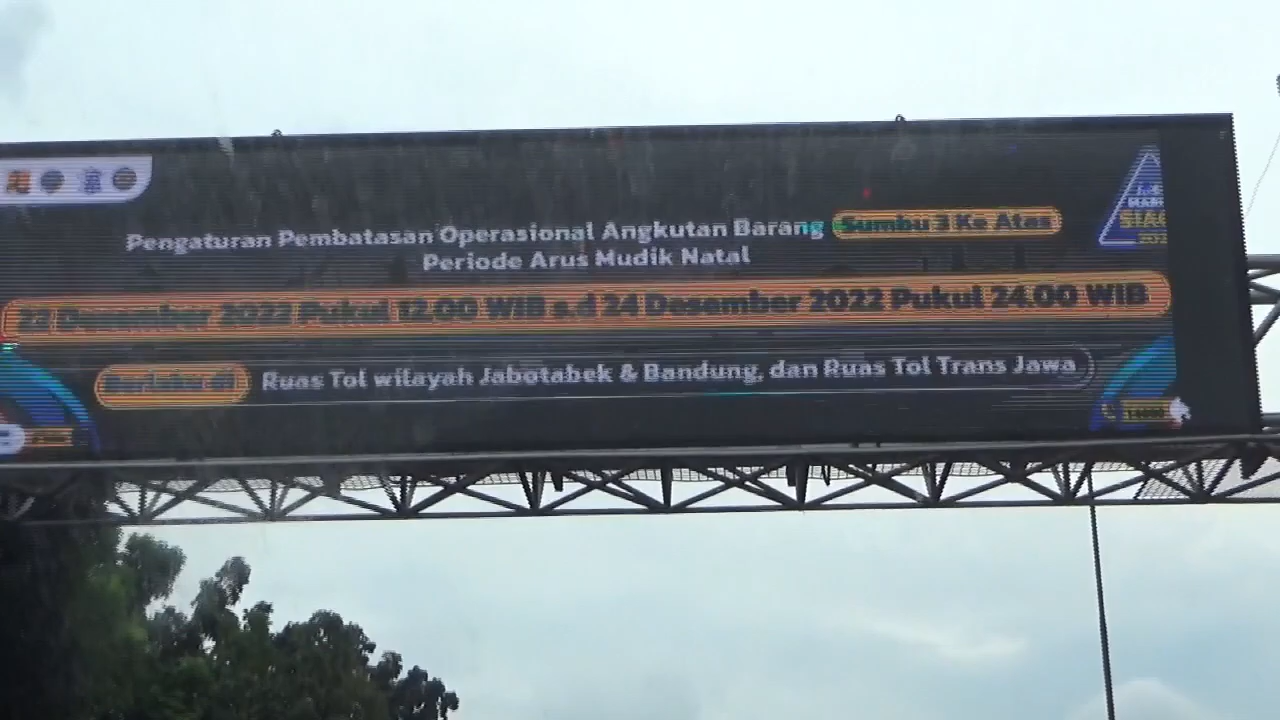 Pengaturan Pembatasan Operasional Angkutan Barang Sumbu 3 Ke Atas
Periode Arus Mudik Natal
22 Desember 2022 Pukul 12.00 WIB s.d 24 Desember 2022 Pukul 24.00 WIB
Berlaku di Ruas Tol wilayah Jabotabek & Bandung, dan Ruas Tol Trans Jawa